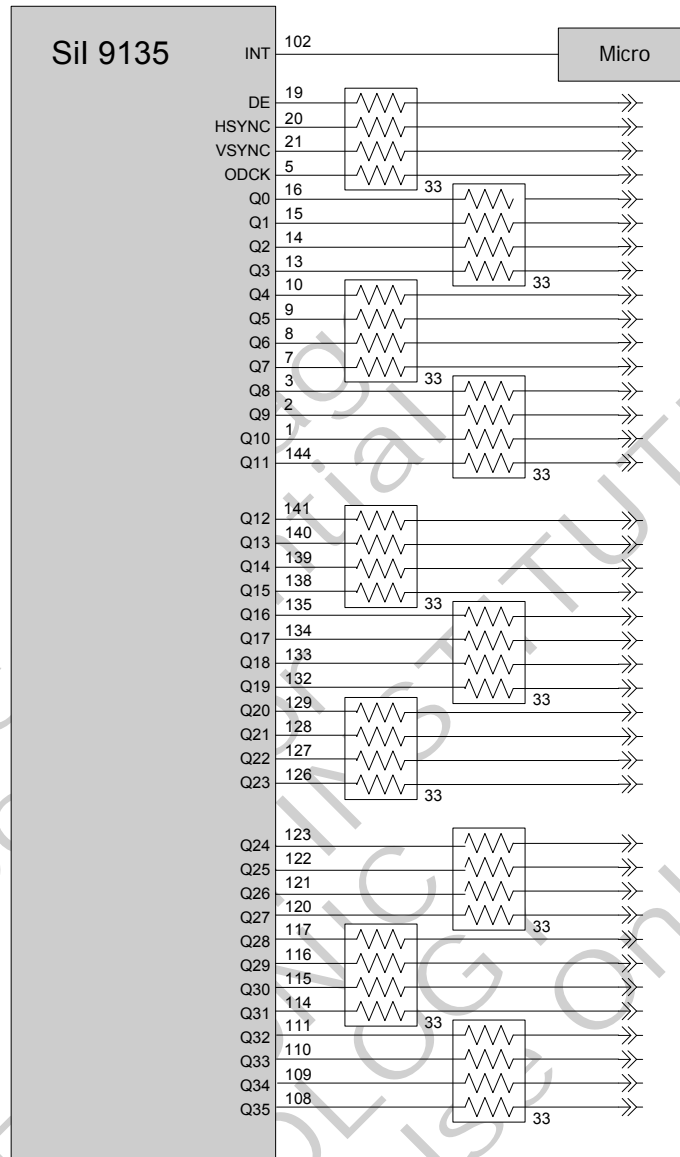 SiI 9135
INT 102 Micro
DE 19
HSYNC 20
VSYNC 21
ODCK 5
33
Q0 16
Q1 15
Q2 14
Q3 13
33
Q4 10
Q5 9
Q6 8
Q7 7
33
Q8 3
Q9 2
Q10 1
Q11 144
33
Q12 141
Q13 140
Q14 139
Q15 138
33
Q16 135
Q17 134
Q18 133
Q19 132
33
Q20 129
Q21 128
Q22 127
Q23 126
33
Q24 123
Q25 122
Q26 121
Q27 120
33
Q28 117
Q29 116
Q30 115
Q31 114
33
Q32 111
Q33 110
Q34 109
Q35 108
33